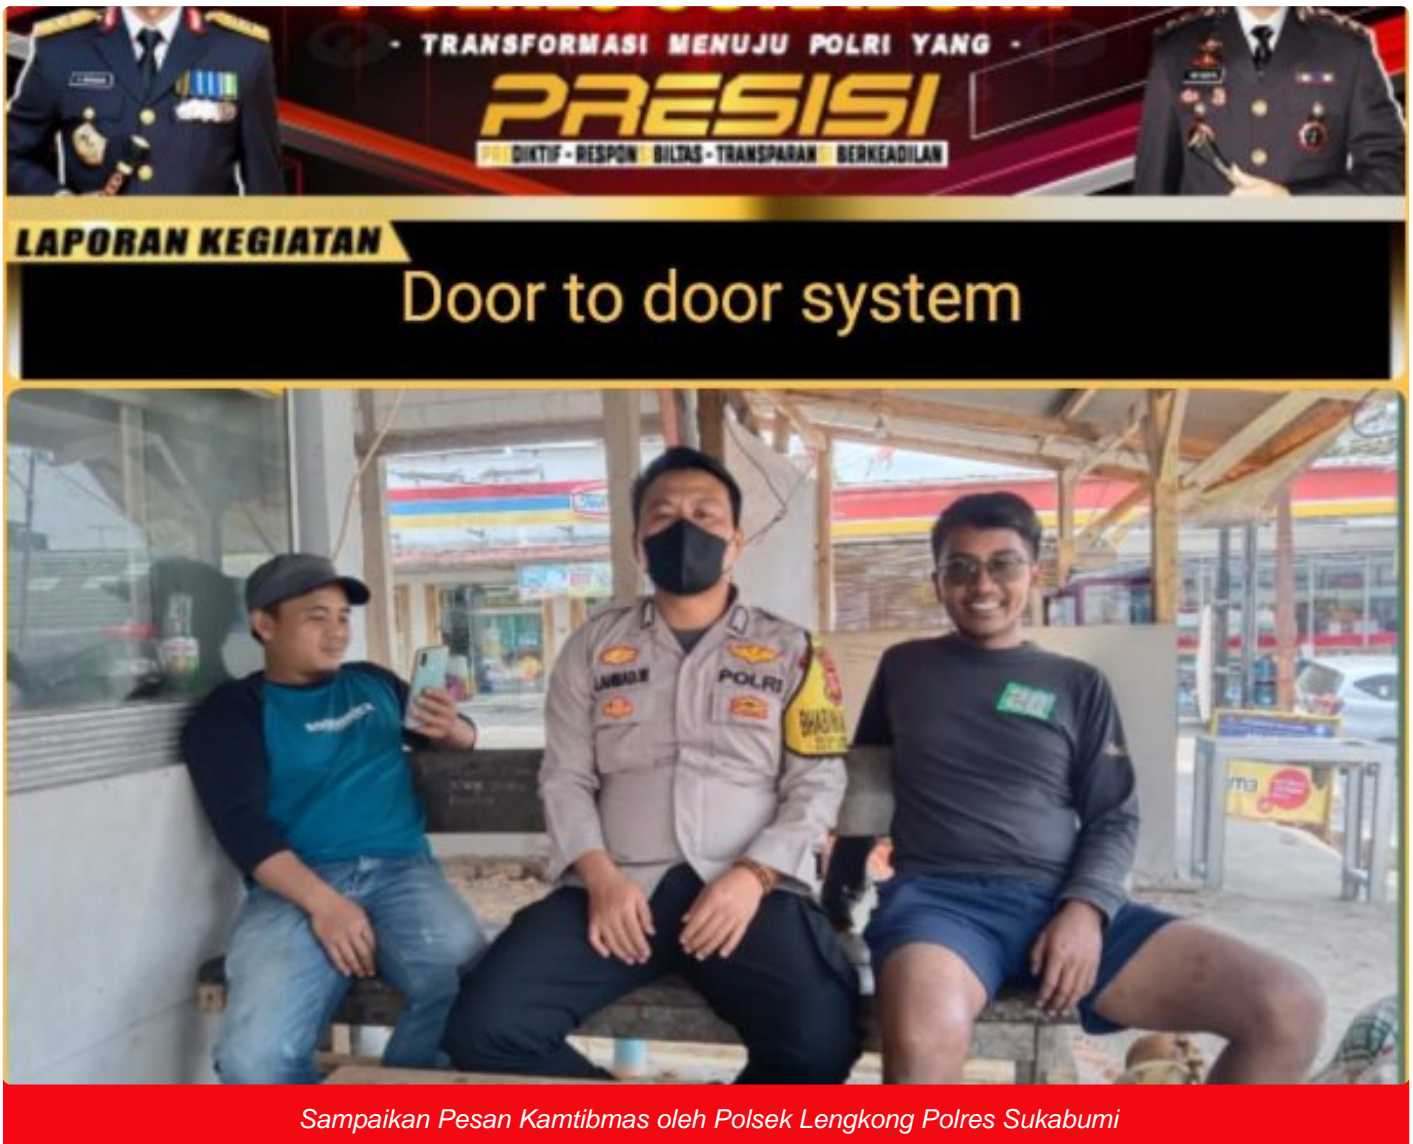 - TRANSFORMASI MENUJU POLRI YANG -
PRESISI
PREDIKTIF - RESPONSIBILTAS - TRANSPARANSI BERKEADILAN
LAPORAN KEGIATAN
Door to door system
POLRI
Sampaikan Pesan Kamtibmas oleh Polsek Lengkong Polres Sukabumi